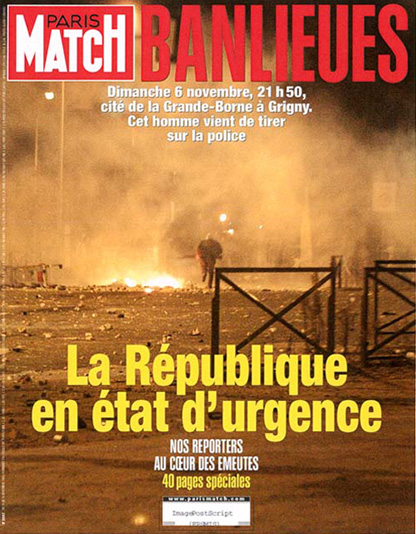 PARIS
MATCH
BANLIEUES
Dimanche 6 novembre, 21 h 50,
cité de la Grande-Borne à Grigny.
Cet homme vient de tirer
sur la police
La République
en état d'urgence
NOS REPORTERS
AU CŒUR DES EMEUTES
40 pages spéciales
www.parismatch.com
ImagePostScript